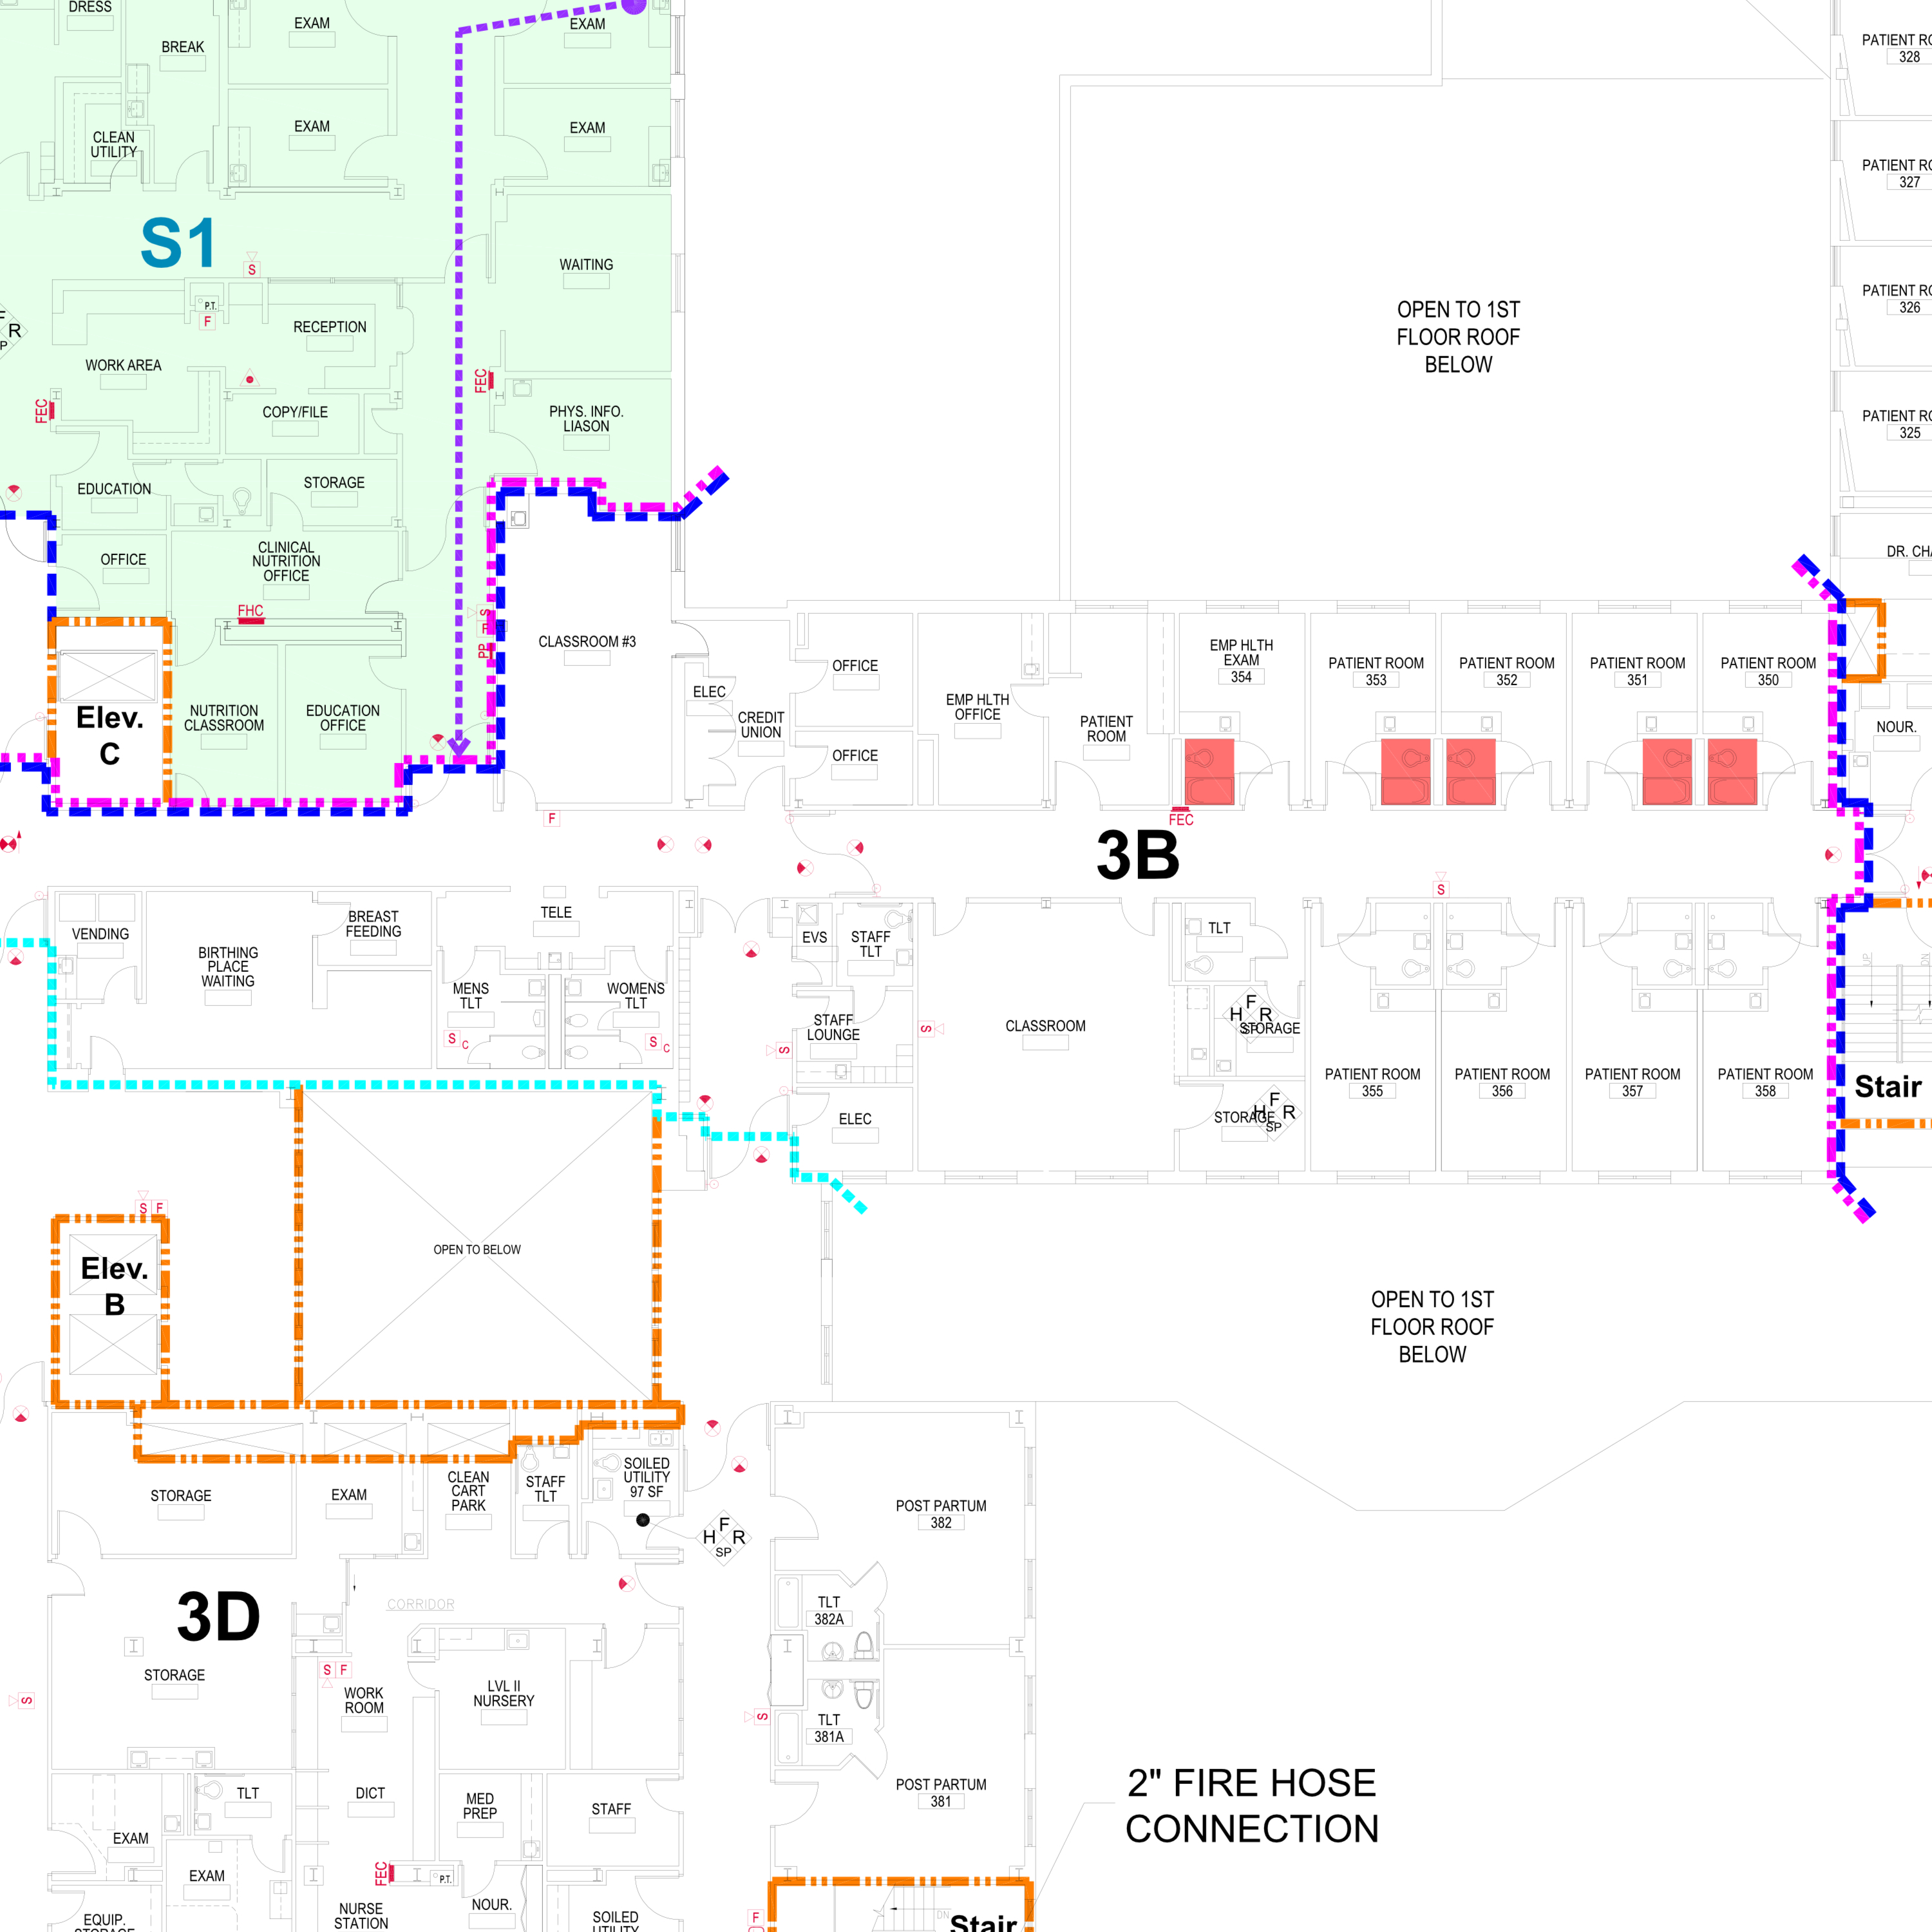 DRESS
BREAK
EXAM
EXAM
CLEAN
UTILITY
EXAM
EXAM
S1
S
WAITING
P.T.
F
RECEPTION
F
R
P
WORK AREA
FEC
FEC
COPY/FILE
PHYS. INFO.
LIASON
EDUCATION
STORAGE
OFFICE
CLINICAL
NUTRITION
OFFICE
FHC
S
F
PP
CLASSROOM #3
Elev.
C
NUTRITION
CLASSROOM
EDUCATION
OFFICE
ELEC
CREDIT
UNION
OFFICE
OFFICE
EMP HLTH
OFFICE
PATIENT
ROOM
EMP HLTH
EXAM
354
PATIENT ROOM
353
PATIENT ROOM
352
PATIENT ROOM
351
PATIENT ROOM
350
OPEN TO 1ST
FLOOR ROOF
BELOW
PATIENT RO
328
PATIENT RO
327
PATIENT RO
326
PATIENT RO
325
DR. CHA
NOUR.
F
FEC
3B
S
VENDING
BIRTHING
PLACE
WAITING
BREAST
FEEDING
TELE
MENS
TLT
WOMENS
TLT
S C
S C
EVS
STAFF
TLT
STAFF
LOUNGE
S
ELEC
S
CLASSROOM
TLT
F
H R
SP
STORAGE
F
H R
SP
STORAGE
PATIENT ROOM
355
PATIENT ROOM
356
PATIENT ROOM
357
PATIENT ROOM
358
UP
DN
Stair
S F
Elev.
B
OPEN TO BELOW
OPEN TO 1ST
FLOOR ROOF
BELOW
STORAGE
EXAM
CLEAN
CART
PARK
STAFF
TLT
SOILED
UTILITY
97 SF
F
H R
SP
POST PARTUM
382
3D
CORRIDOR
TLT
382A
STORAGE
S
S F
WORK
ROOM
LVL II
NURSERY
S
TLT
381A
TLT
DICT
MED
PREP
STAFF
POST PARTUM
381
2" FIRE HOSE
CONNECTION
EXAM
EXAM
FEC
P.T.
NOUR.
NURSE
STATION
EQUIP.
STORAGE
SOILED
UTILITY
F
DN
Stair